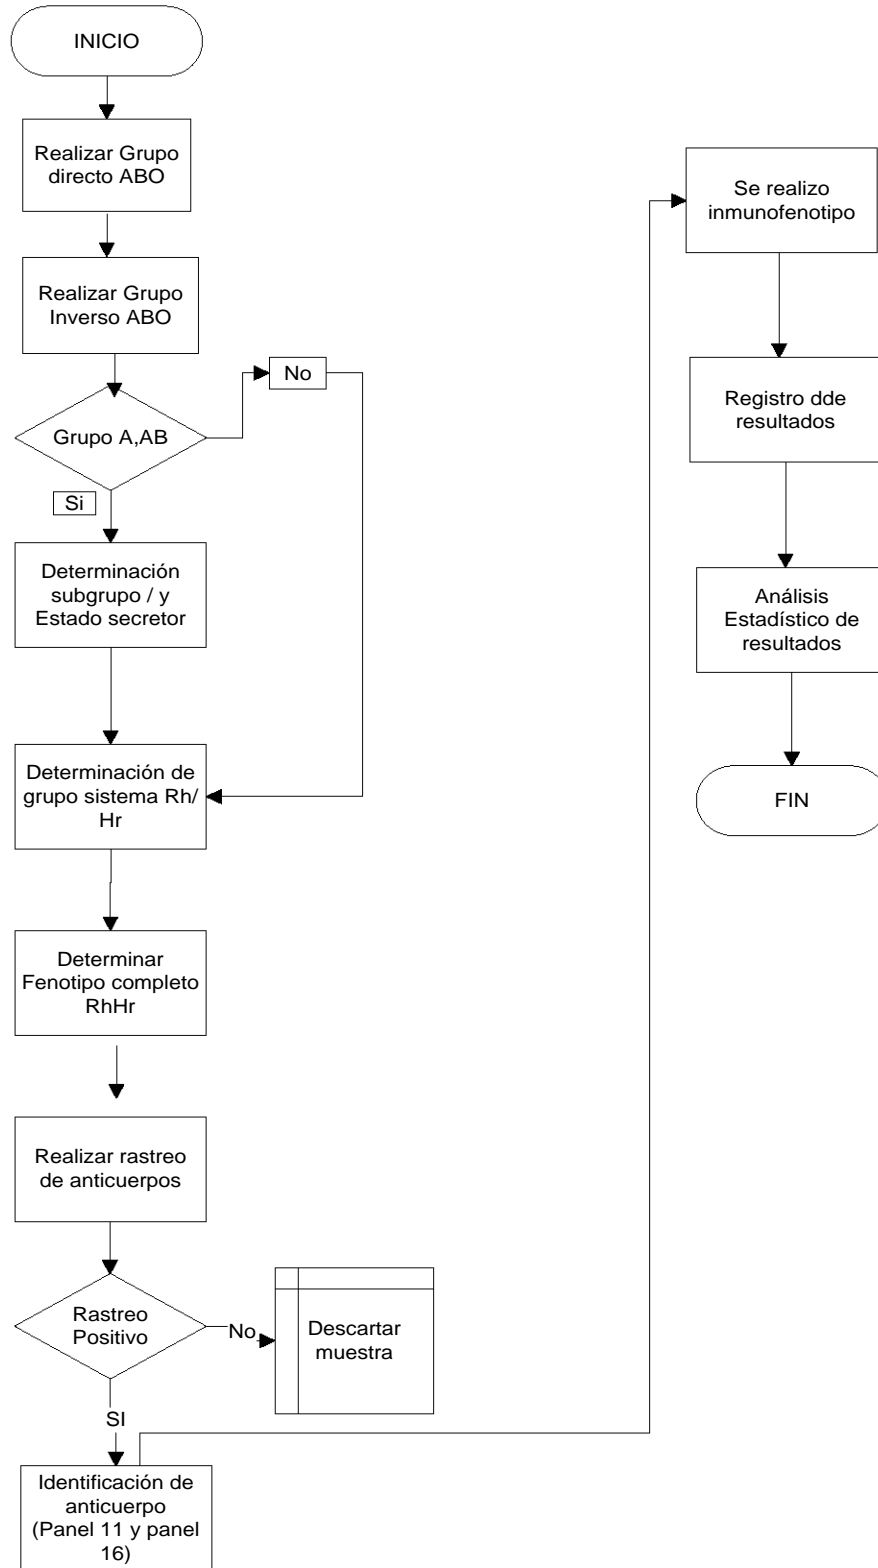 INICIO
Realizar Grupo
directo ABO
Realizar Grupo
Inverso ABO
No
Grupo A,AB
Si
Determinación
subgrupo / y
Estado secretor
Determinación de
grupo sistema Rh/
Hr
Determinar
Fenotipo completo
RhHr
Realizar rastreo
de anticuerpos
Rastreo
Positivo
No
Descartar
muestra
SI
Identificación de
anticuerpo
(Panel 11 y panel
16)
Se realizo
inmunofenotipo
Registro dde
resultados
Análisis
Estadístico de
resultados
FIN